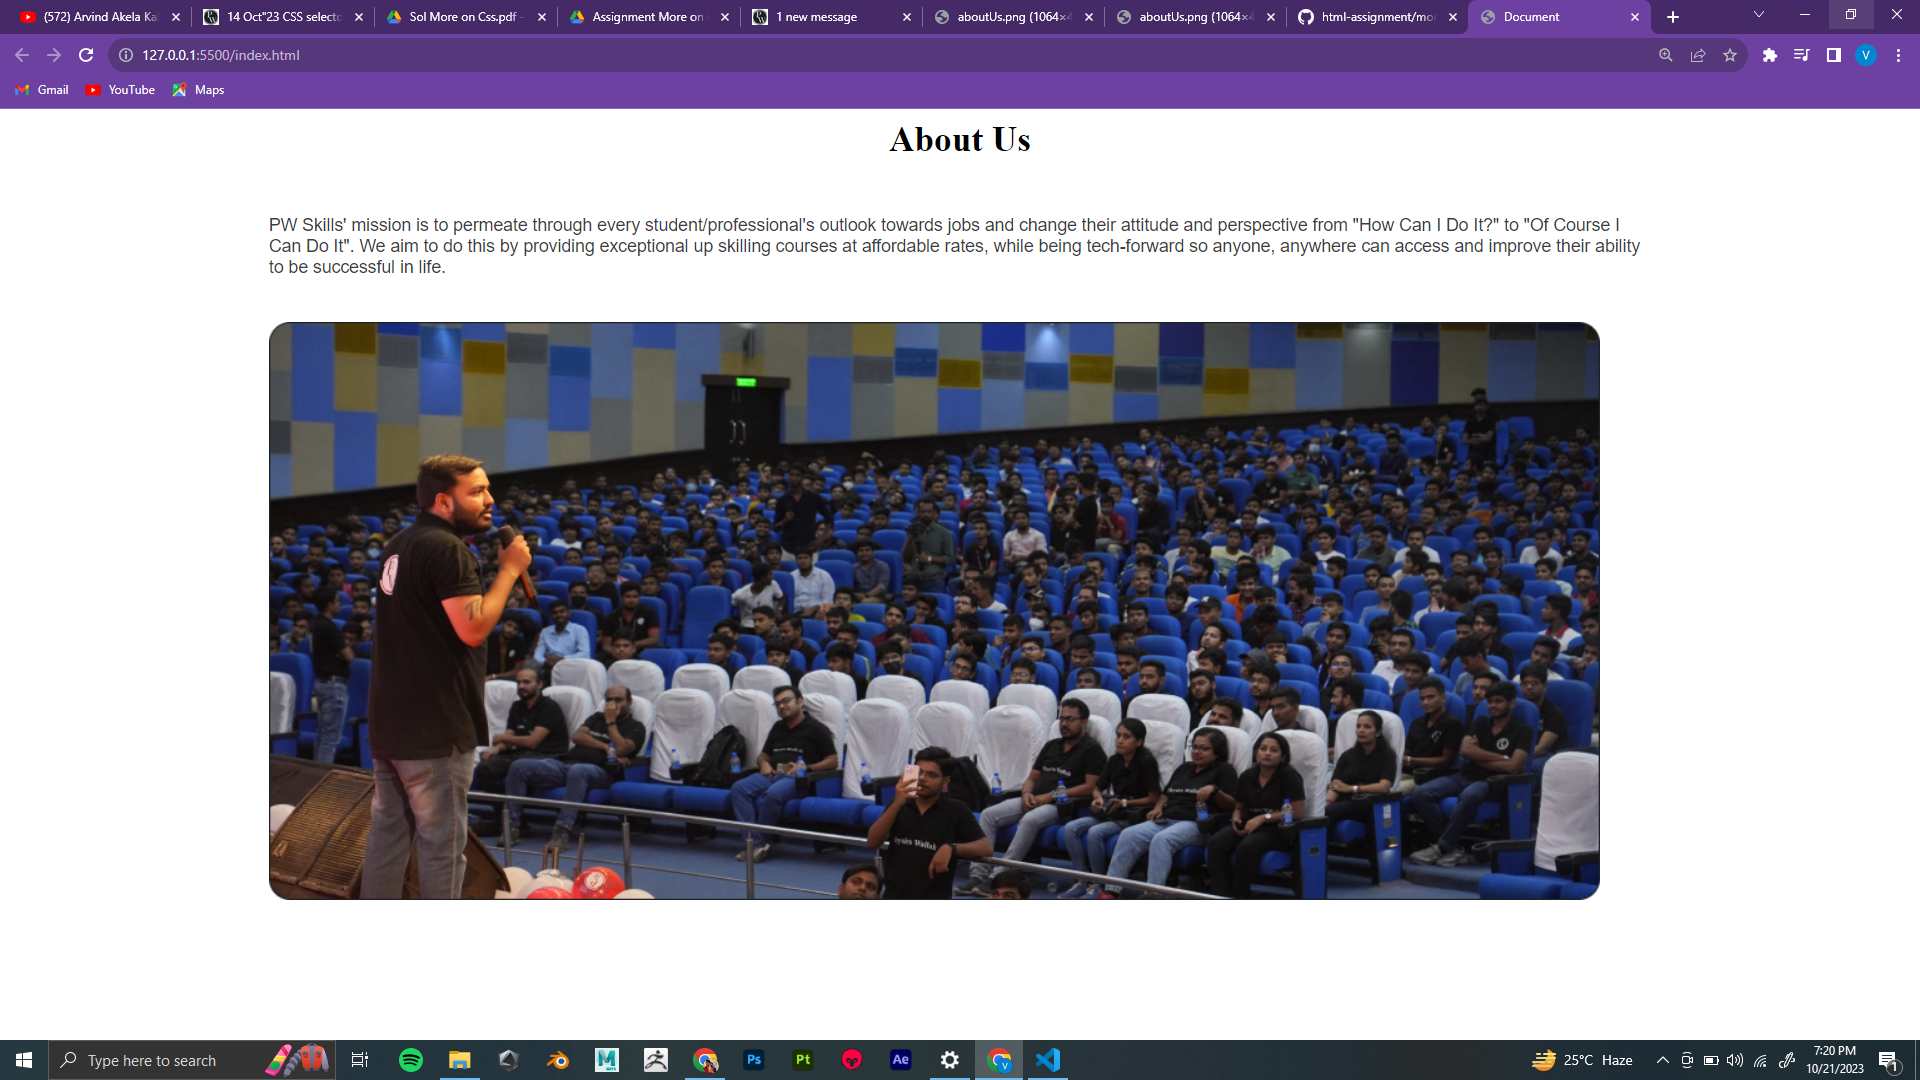 (572) Arvind Akela Ka
14 Oct"23 CSS selecto
Sol More on Css.pdf -
Assignment More on
1 new message
aboutUs.png (1064×4
aboutUs.png (1064×4
html-assignment/mo
Document
127.0.0.1:5500/index.html
V
Gmail
YouTube
Maps
About Us
PW Skills' mission is to permeate through every student/professional's outlook towards jobs and change their attitude and perspective from "How Can I Do It?" to "Of Course I
Can Do It". We aim to do this by providing exceptional up skilling courses at affordable rates, while being tech-forward so anyone, anywhere can access and improve their ability
to be successful in life.
Type here to search
M
Ps
Pt
Ae
V
25°C Haze
7:20 PM
10/21/2023
1